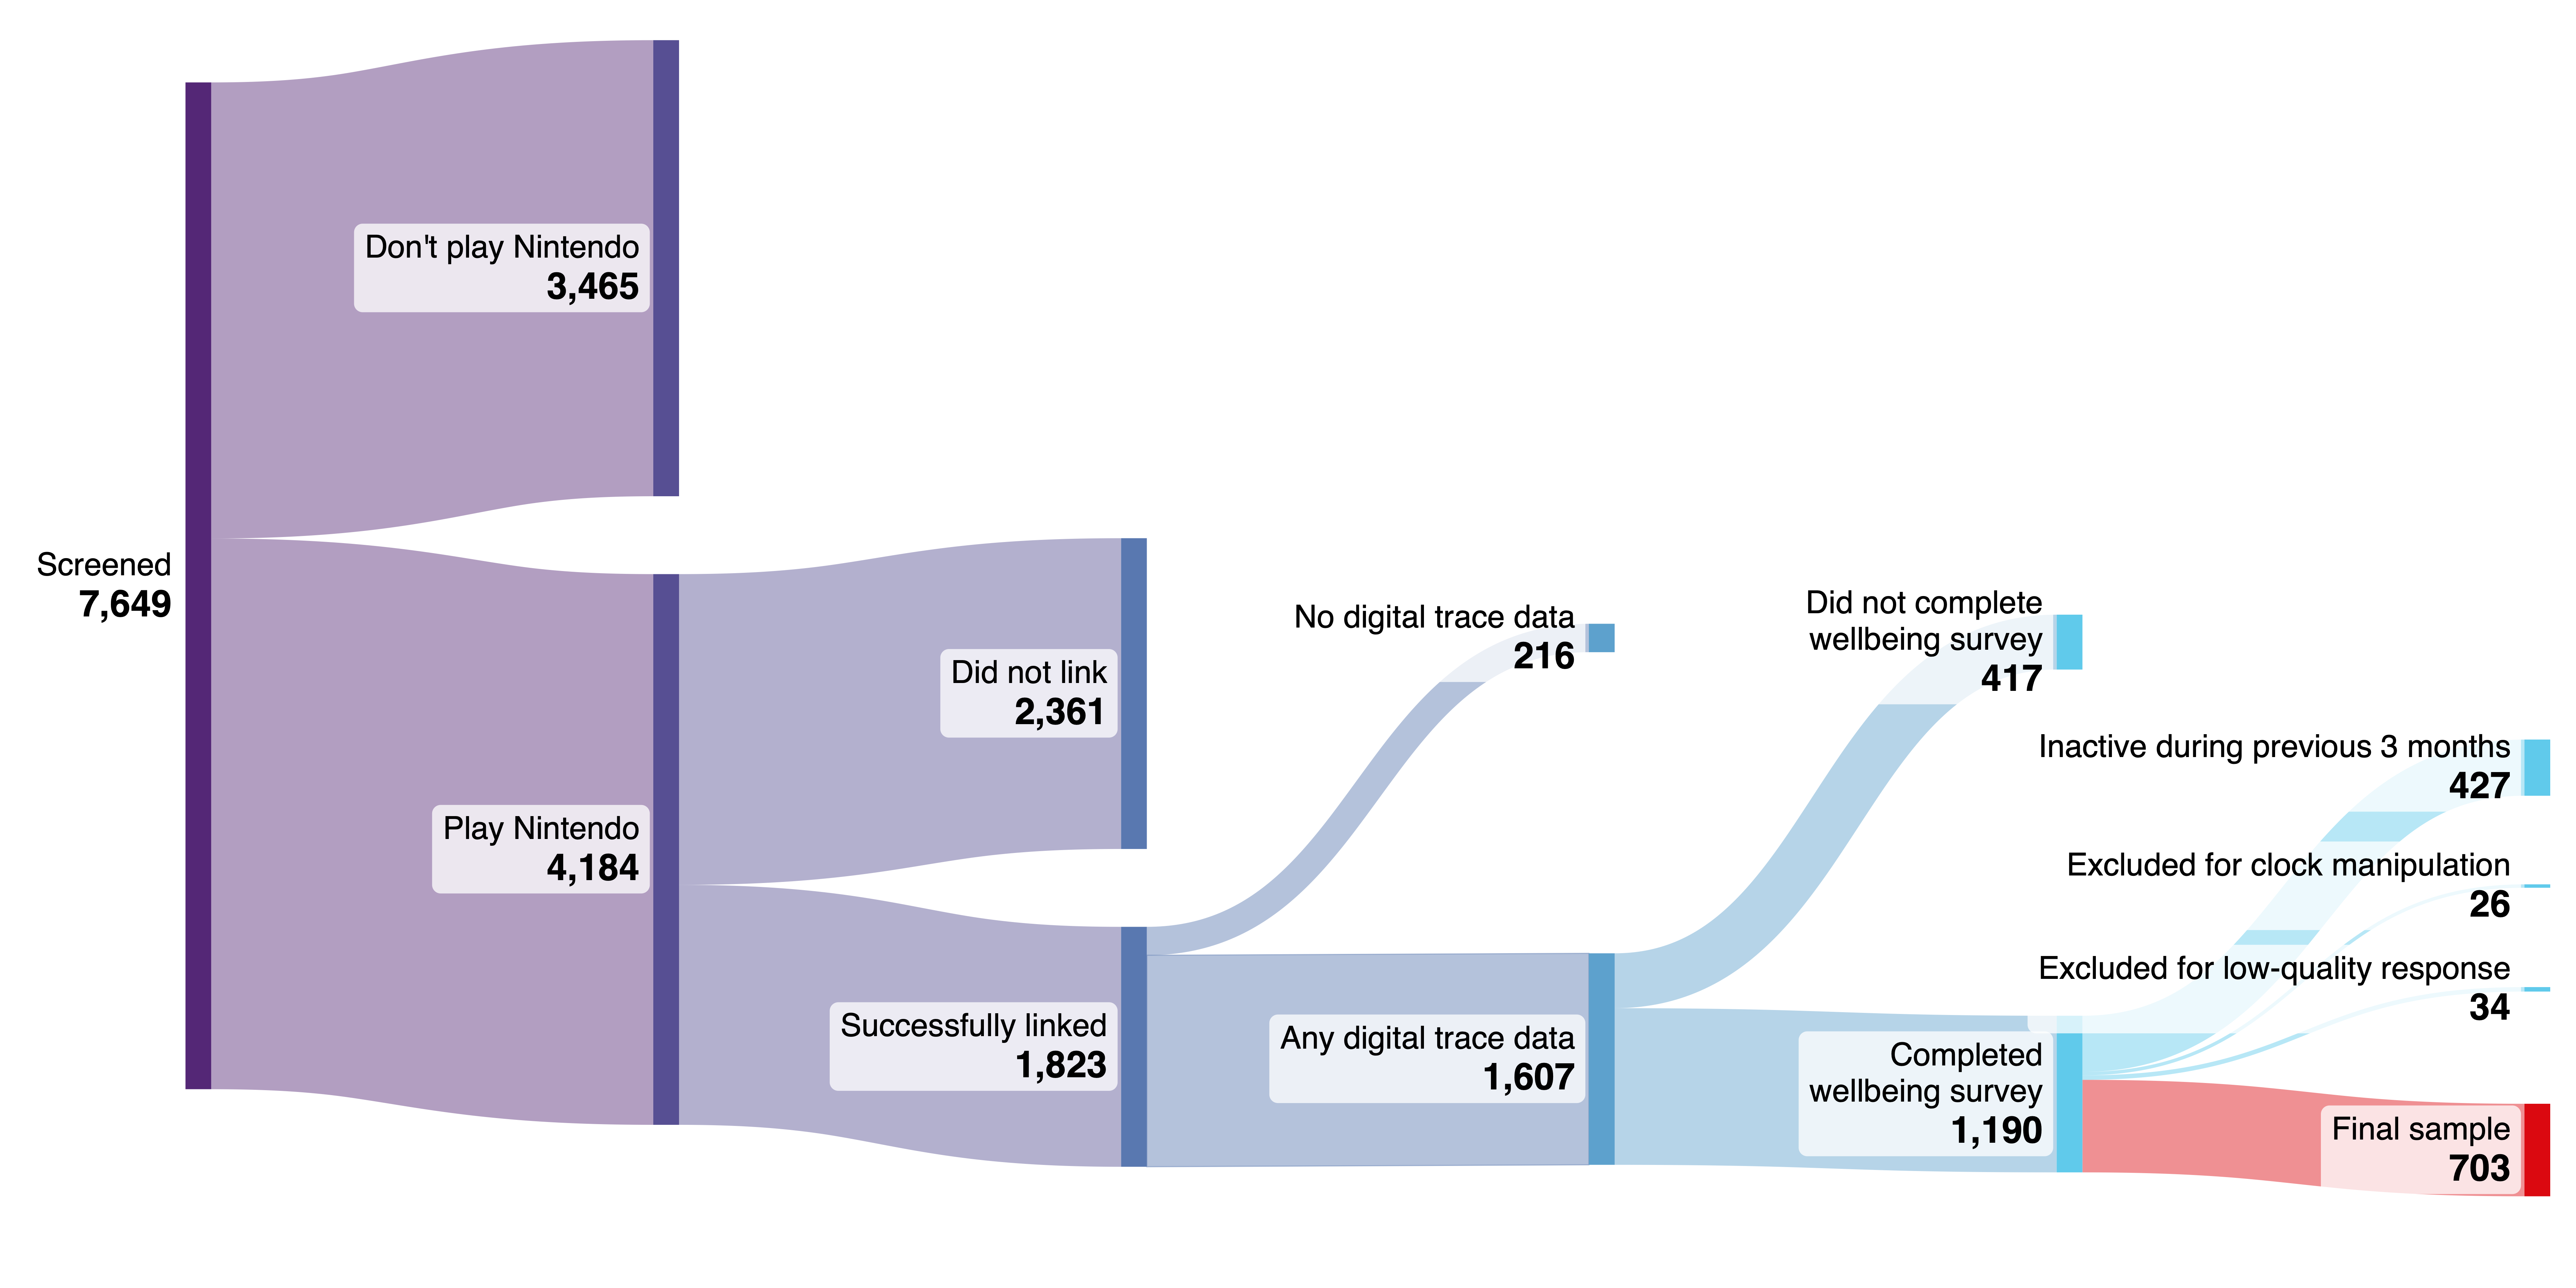 Screened
7,649
Don't play Nintendo
3,465
Play Nintendo
4,184
Did not link
2,361
Successfully linked
1,823
No digital trace data
216
Any digital trace data
1,607
Did not complete
wellbeing survey
417
Completed
wellbeing survey
1,190
Inactive during previous 3 months
427
Excluded for clock manipulation
26
Excluded for low-quality response
34
Final sample
703